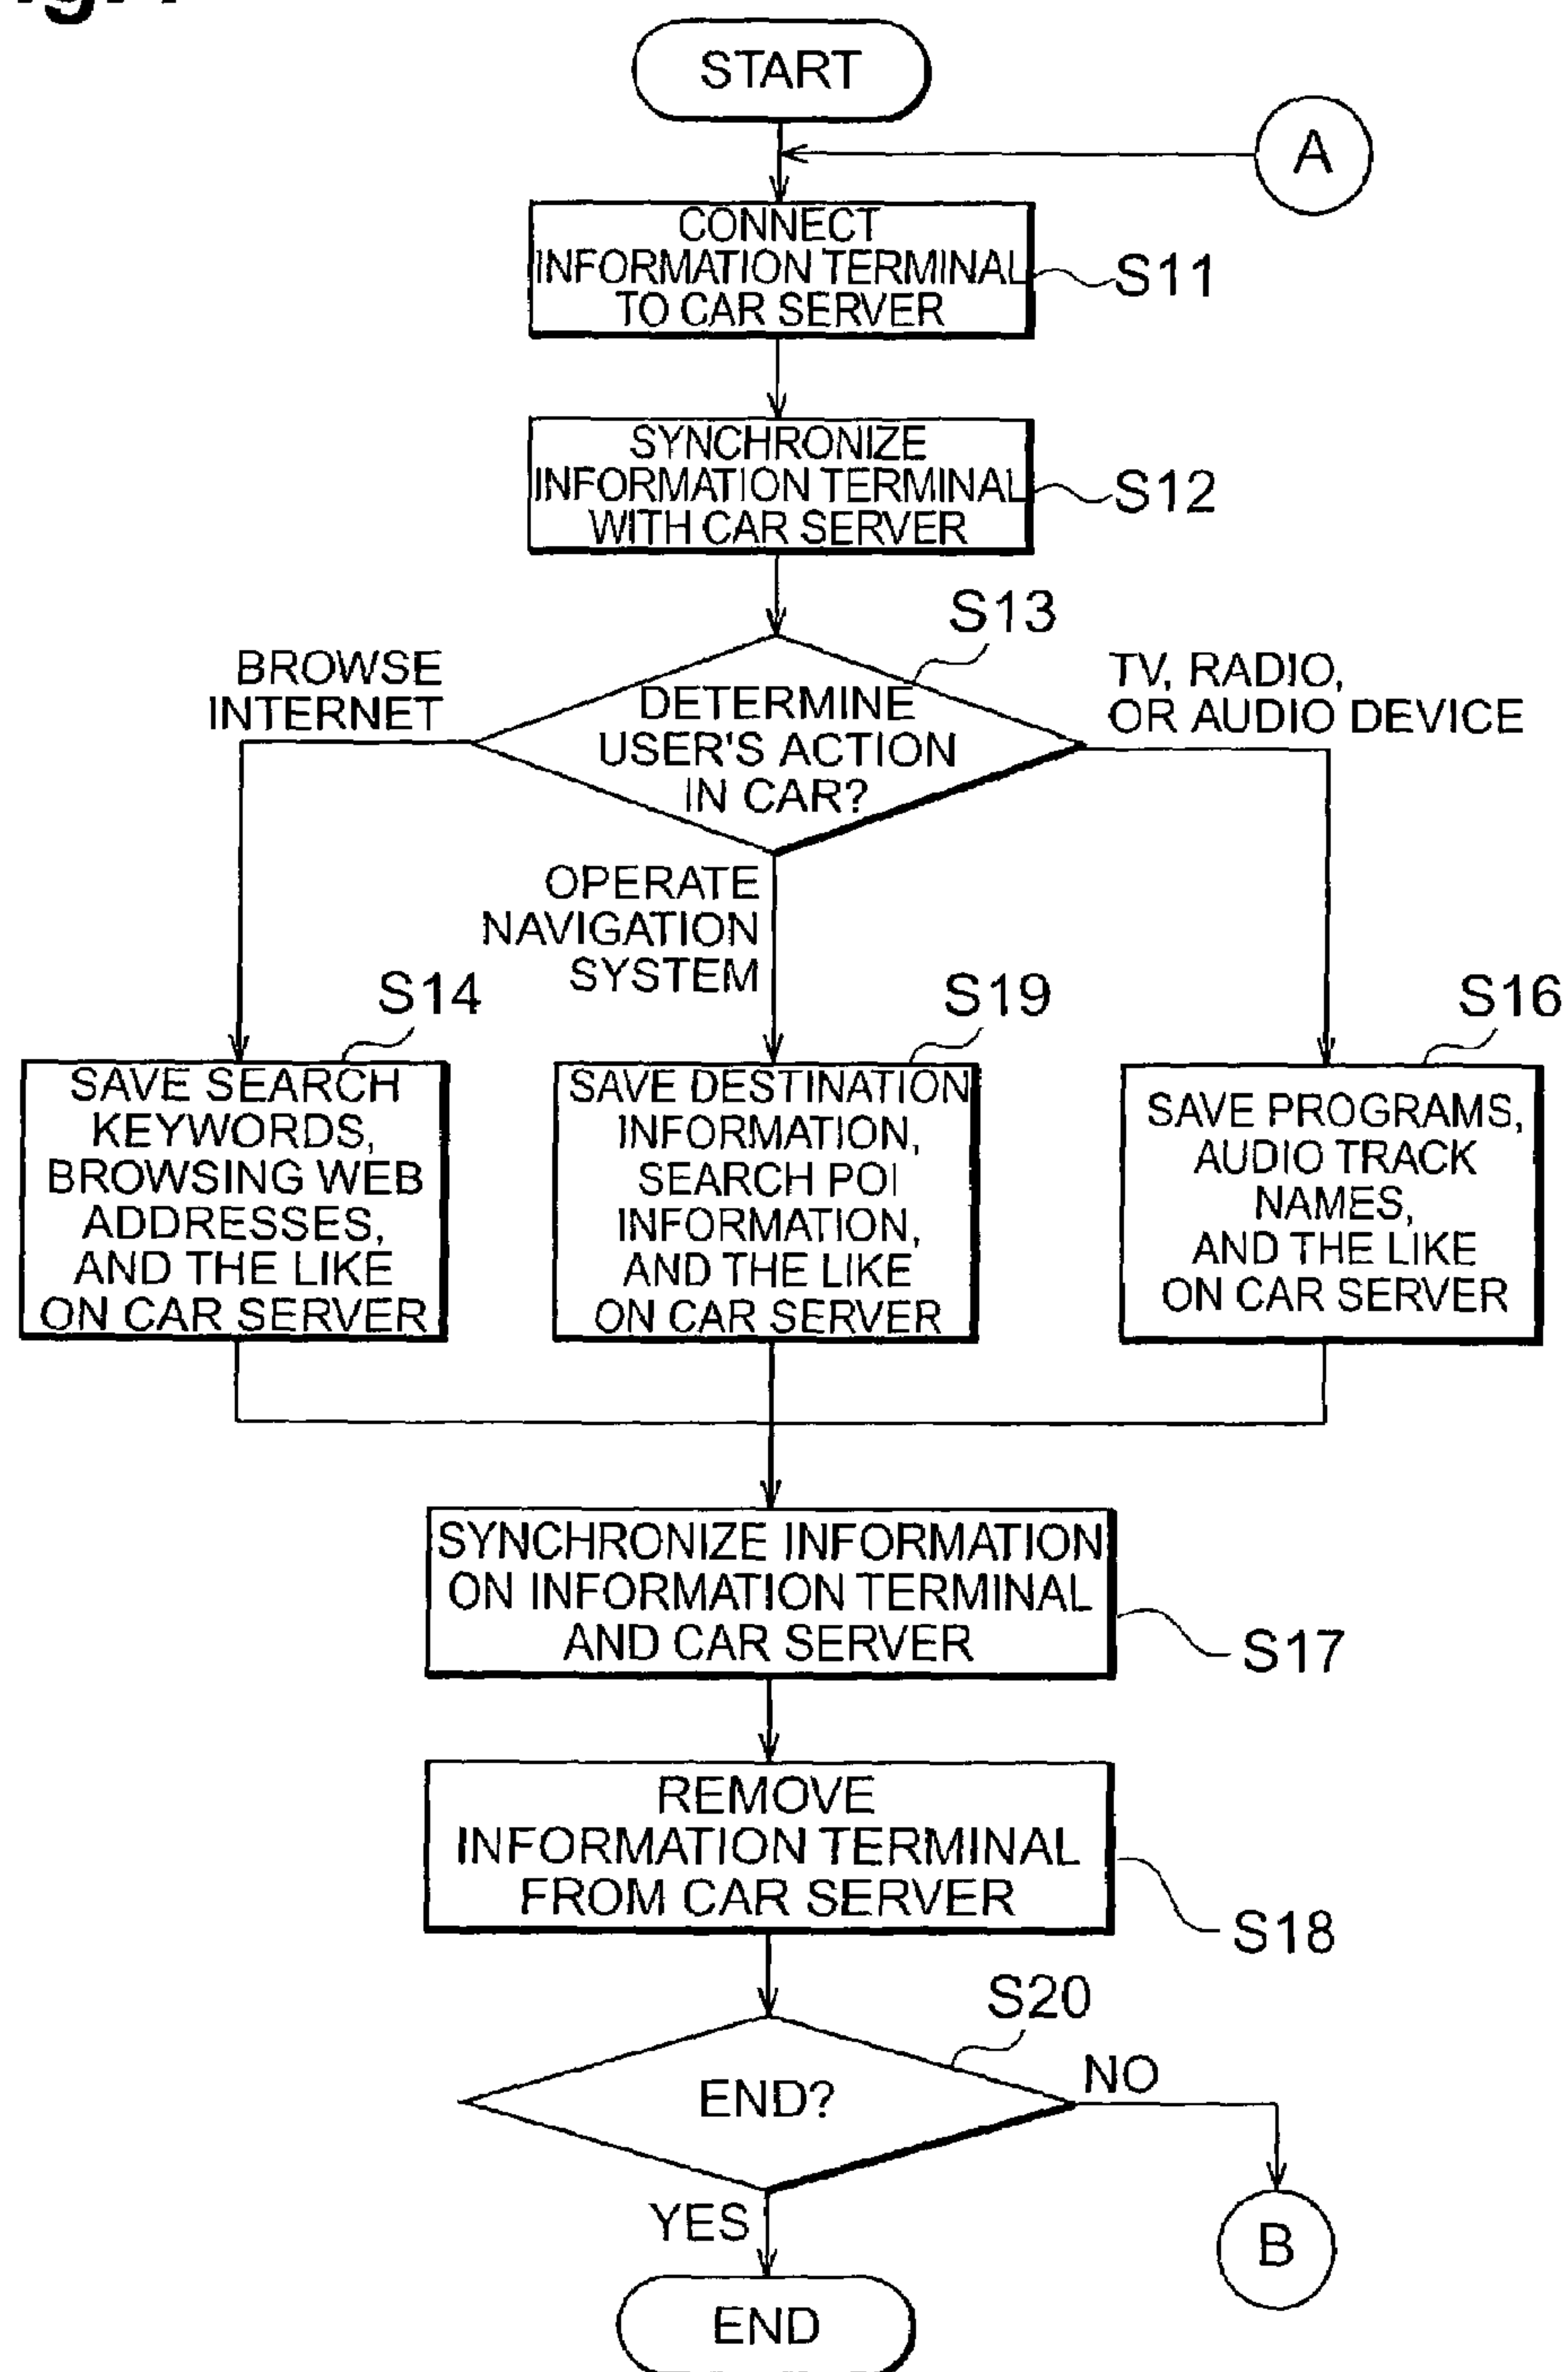 START
A
CONNECT
INFORMATION TERMINAL
TO CAR SERVER
S11
SYNCHRONIZE
INFORMATION TERMINAL
WITH CAR SERVER
S12
S13
BROWSE
INTERNET
DETERMINE
USER'S ACTION
IN CAR?
TV, RADIO,
OR AUDIO DEVICE
OPERATE
NAVIGATION
SYSTEM
S14
SAVE SEARCH
KEYWORDS,
BROWSING WEB
ADDRESSES,
AND THE LIKE
ON CAR SERVER
S19
SAVE DESTINATION
INFORMATION,
SEARCH POI
INFORMATION,
AND THE LIKE
ON CAR SERVER
S16
SAVE PROGRAMS,
AUDIO TRACK
NAMES,
AND THE LIKE
ON CAR SERVER
SYNCHRONIZE INFORMATION
ON INFORMATION TERMINAL
AND CAR SERVER
S17
REMOVE
INFORMATION TERMINAL
FROM CAR SERVER
S18
S20
END?
NO
YES
B
END